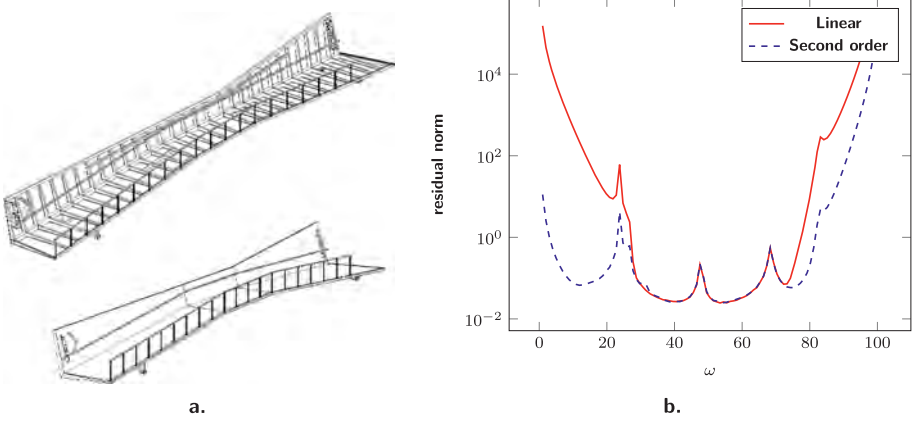 Linear
Second order
10^4
10^2
10^0
10^−2
residual norm
0 20 40 60 80 100
ω
a. b.